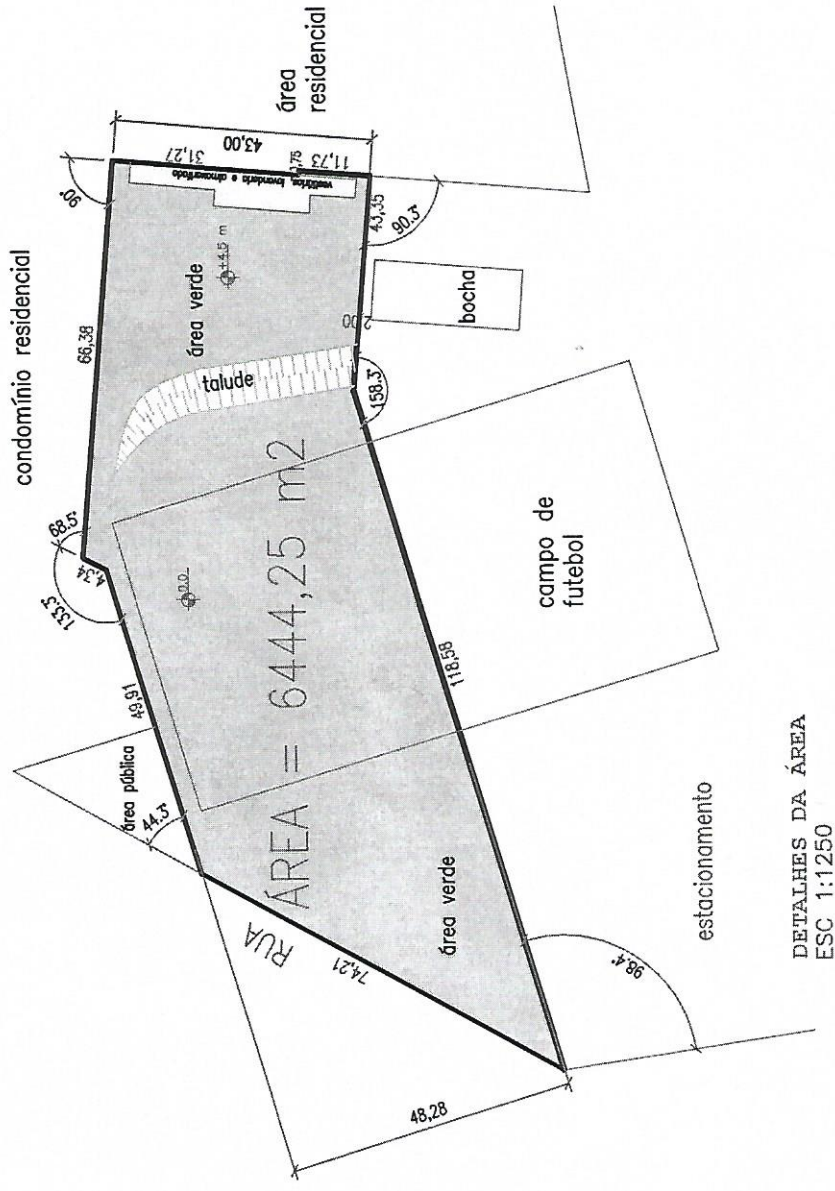 condomínio residencial
90°
66,38
68.5°
4,34
133.3°
49,91
área pública
44.3°
RUA
74,21
48,28
ÁREA = 6444,25 m2
0.0
talude
área verde
+4.5 m
vestiários, lavanderia e almoxarifado
31,27
43,00
11,73
área
residencial
43,35
90.3°
2,00
bocha
158.3°
118,58
campo de
futebol
área verde
98.4°
estacionamento
DETALHES DA ÁREA
ESC 1:1250